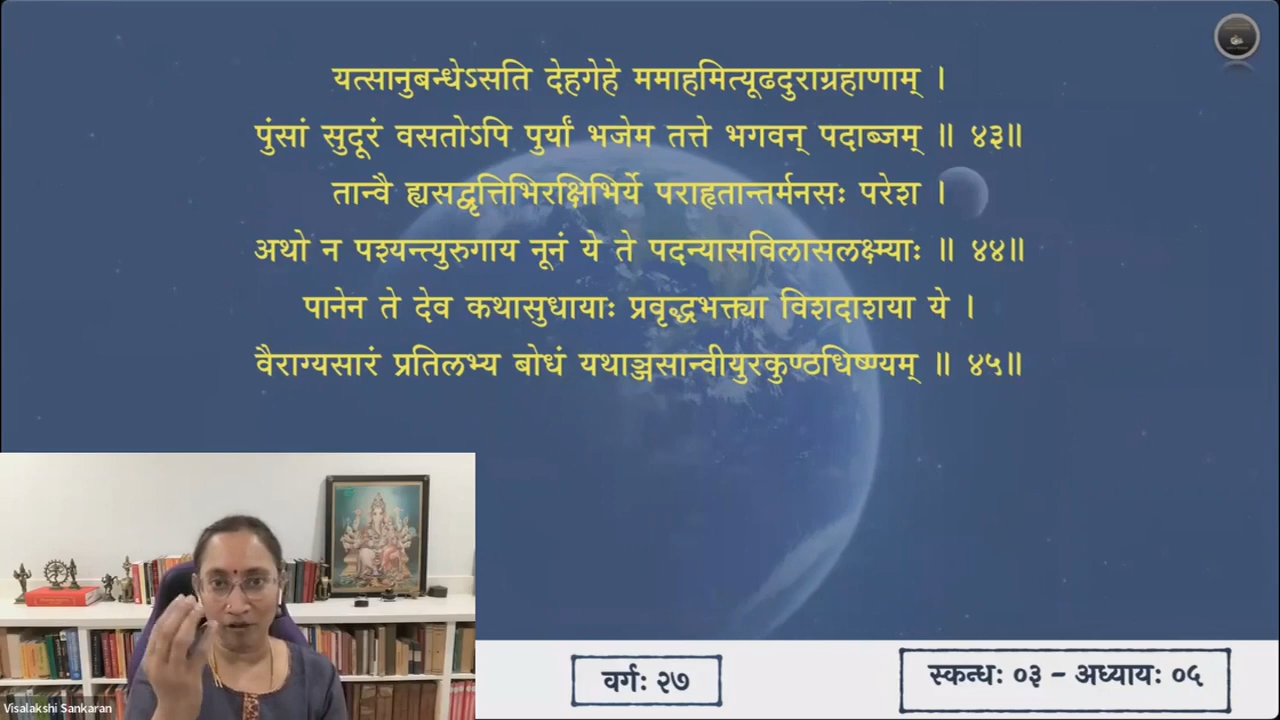 यत्सानुबन्धेऽसति देहगेहे ममाहमित्यूढदुराग्रहाणाम् ।
पुंसां सुदूरं वसतोऽपि पुर्यां भजेम तत्ते भगवन् पदाब्जम् ॥ ४३॥
तान्वै ह्यसद्वृत्तिभिरक्षिभिर्ये पराहृतान्तर्मनसः परेश ।
अथो न पश्यन्त्युरुगाय नूनं ये ते पदन्यासविलासलक्ष्म्याः ॥ ४४॥
पानेन ते देव कथासुधायाः प्रवृद्धभक्त्या विशदाशया ये ।
वैराग्यसारं प्रतिलभ्य बोधं यथाञ्जसान्वीयुरकुण्ठधिष्ण्यम् ॥ ४५॥
वर्गः २७
स्कन्धः ०३ - अध्यायः ०५
Visalakshi Sankaran